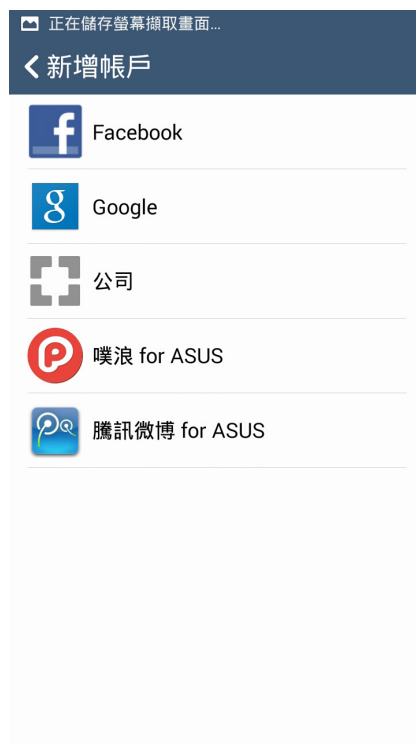 正在儲存螢幕擷取畫面...
新增帳戶
Facebook
Google
公司
噗浪 for ASUS
騰訊微博 for ASUS